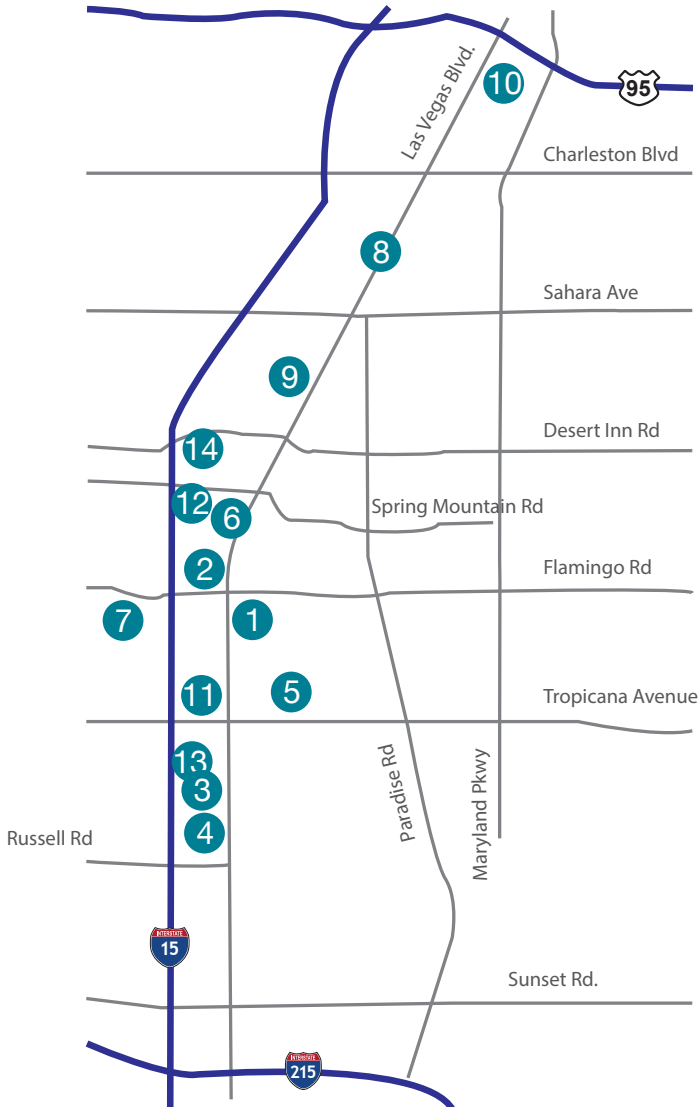 Las Vegas Blvd.
10
95
Charleston Blvd
8
Sahara Ave
9
Desert Inn Rd
14
12
6
Spring Mountain Rd
2
Flamingo Rd
7
1
11
5
Tropicana Avenue
13
3
Paradise Rd
Maryland Pkwy
4
Russell Rd
INTERSTATE
15
Sunset Rd.
INTERSTATE
215